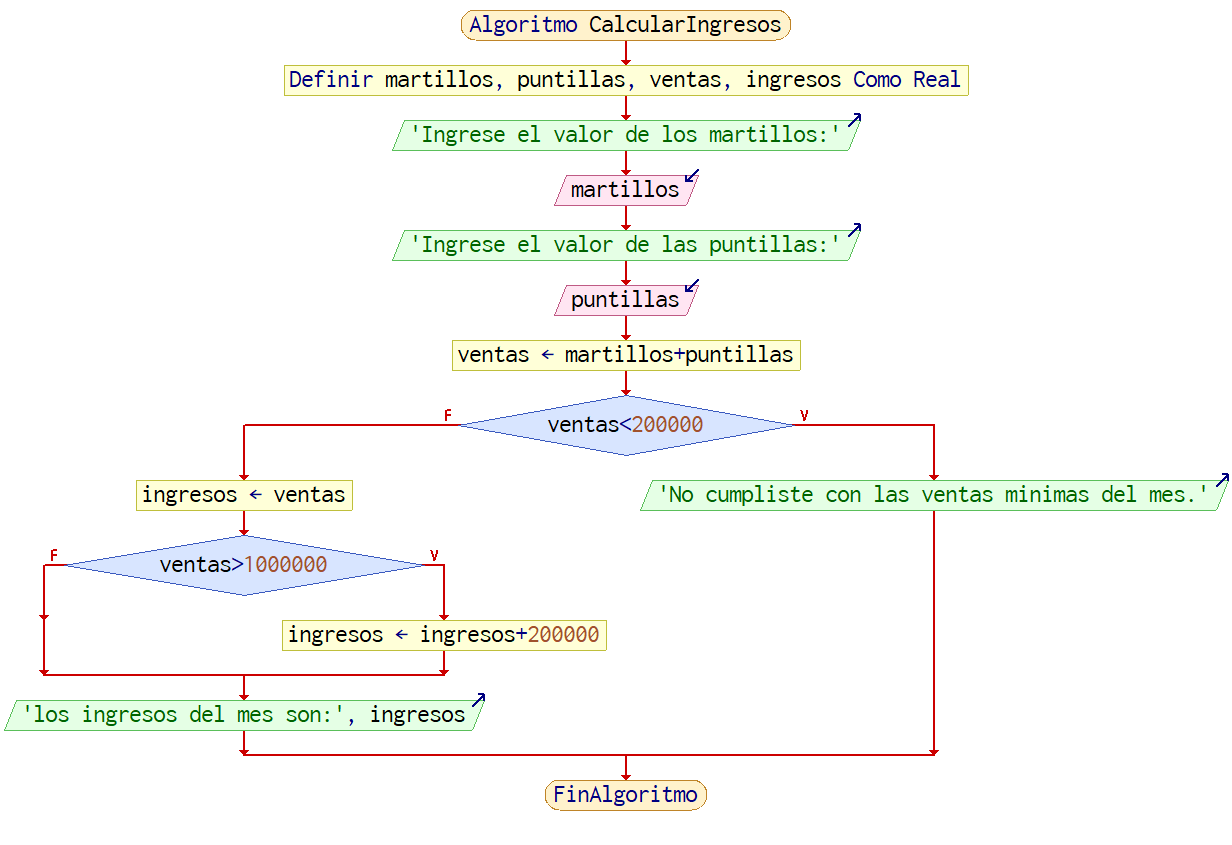 Algoritmo CalcularIngresos
Definir martillos, puntillas, ventas, ingresos Como Real
'Ingrese el valor de los martillos:'
martillos
'Ingrese el valor de las puntillas:'
puntillas
ventas ← martillos+puntillas
F
ventas<200000
V
ingresos ← ventas
'No cumpliste con las ventas minimas del mes.'
F
ventas>1000000
V
ingresos ← ingresos+200000
'los ingresos del mes son:', ingresos
FinAlgoritmo